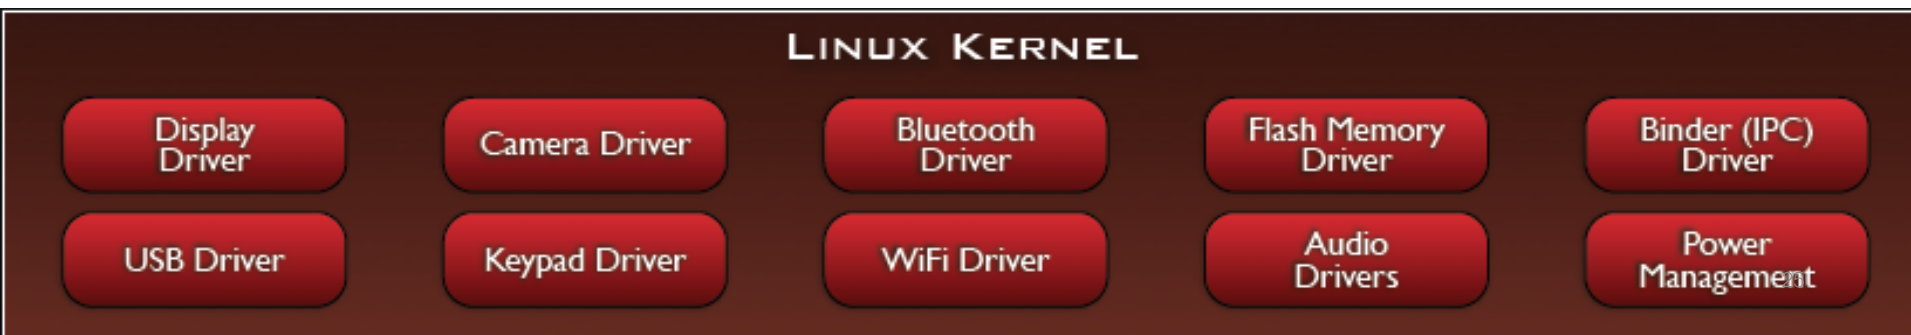 LINUX KERNEL
Display
Driver
Camera Driver
Bluetooth
Driver
Flash Memory
Driver
Binder (IPC)
Driver
USB Driver
Keypad Driver
WiFi Driver
Audio
Drivers
Power
Management